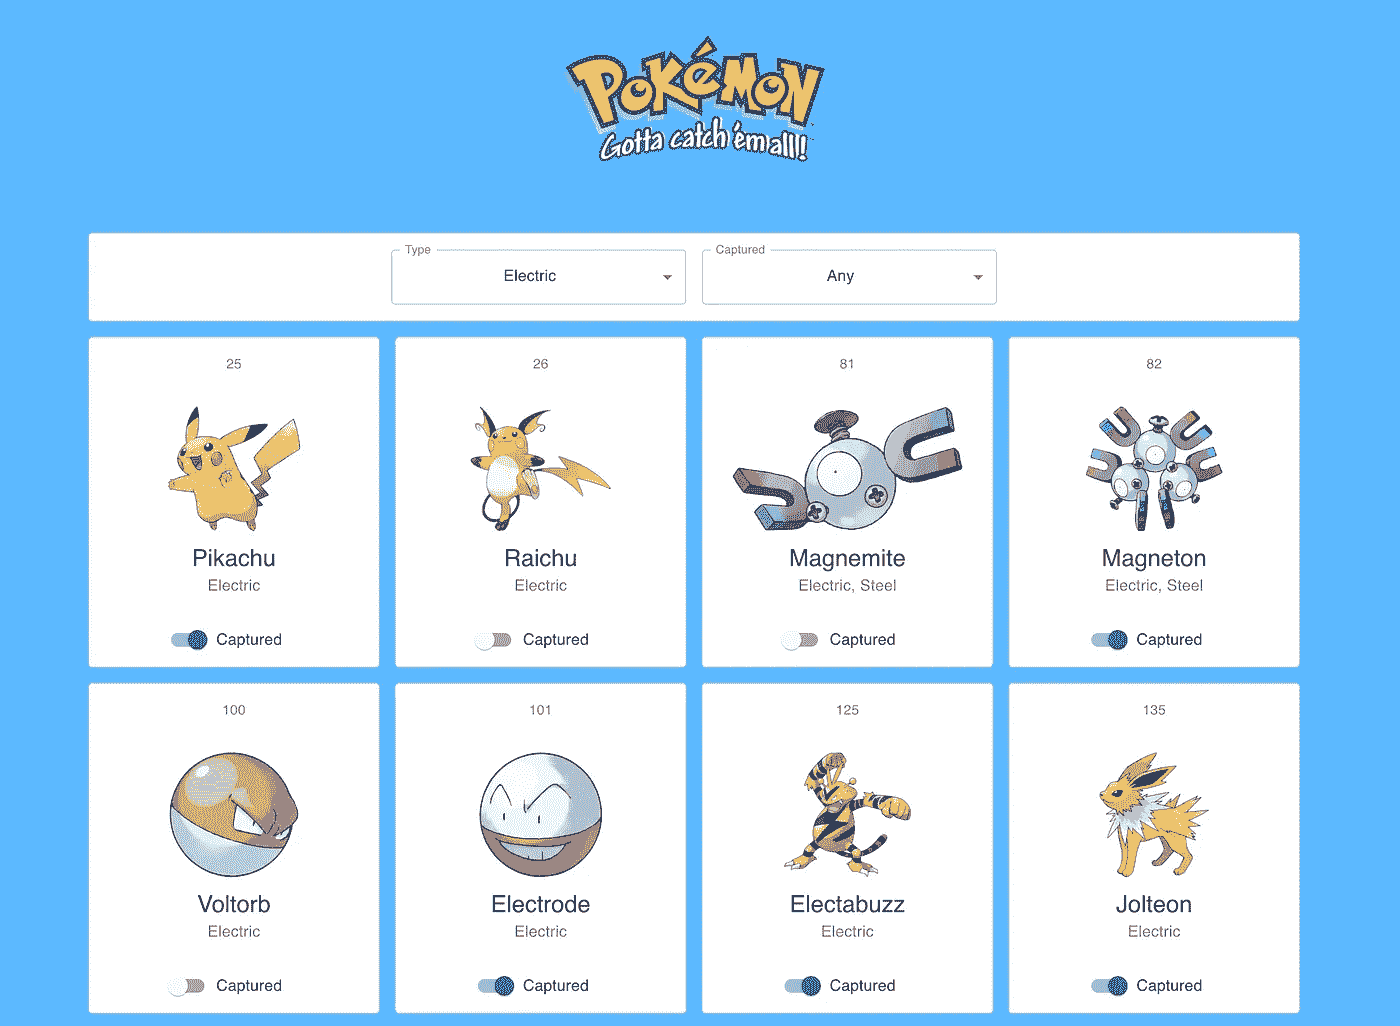 POKéMON
Gotta catch 'em all!
Type
Electric
Captured
Any
25
Pikachu
Electric
Captured
26
Raichu
Electric
Captured
81
Magnemite
Electric, Steel
Captured
82
Magneton
Electric, Steel
Captured
100
Voltorb
Electric
Captured
101
Electrode
Electric
Captured
125
Electabuzz
Electric
Captured
135
Jolteon
Electric
Captured